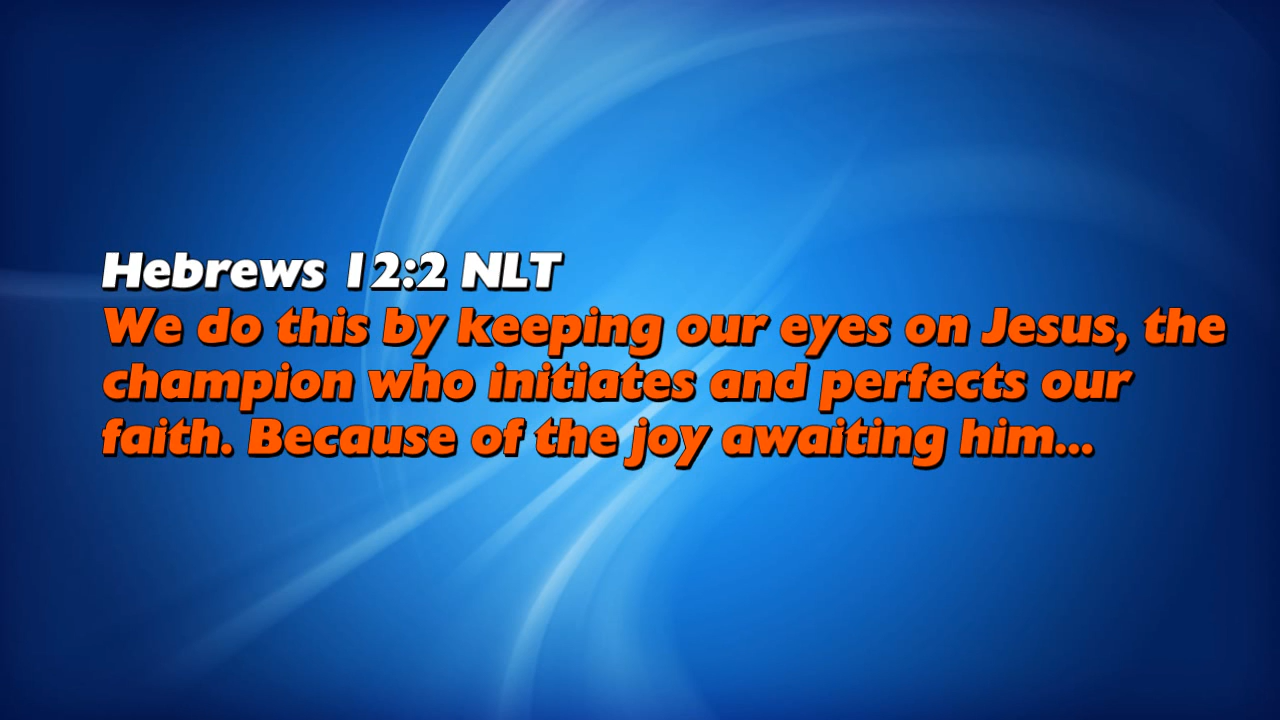 Hebrews 12:2 NLT
We do this by keeping our eyes on Jesus, the
champion who initiates and perfects our
faith. Because of the joy awaiting him...